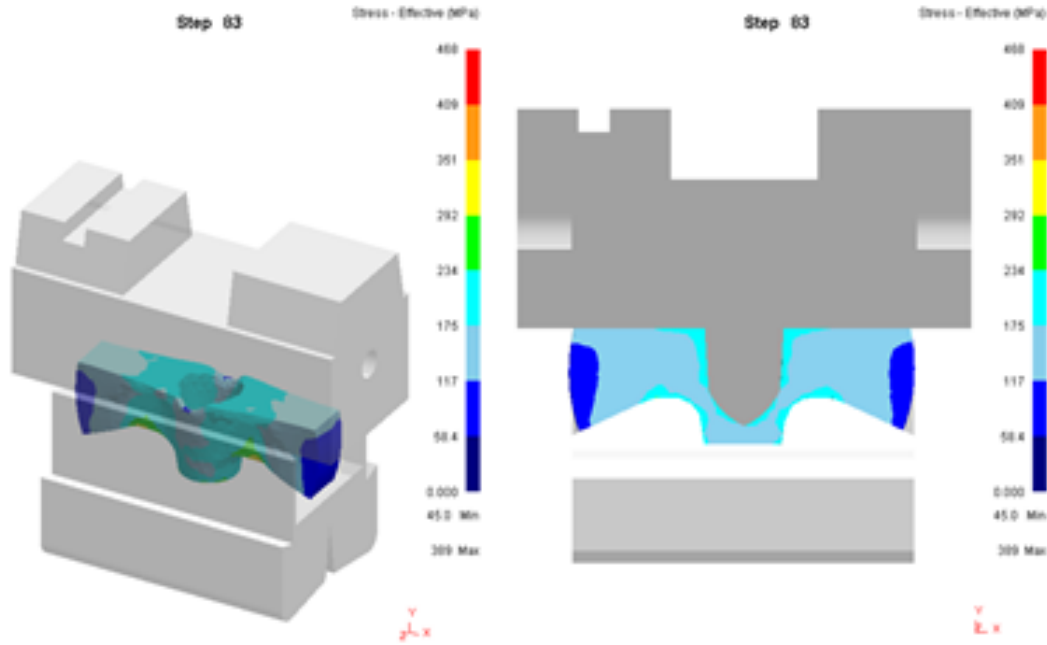 Step 83
Stress - Effective (MPa)
468
409
351
292
234
175
117
58.4
0.000
45.0 Min
389 Max
Y
Z X
Step 83
Stress - Effective (MPa)
468
409
351
292
234
175
117
58.4
0.000
45.0 Min
389 Max
Y
Z X